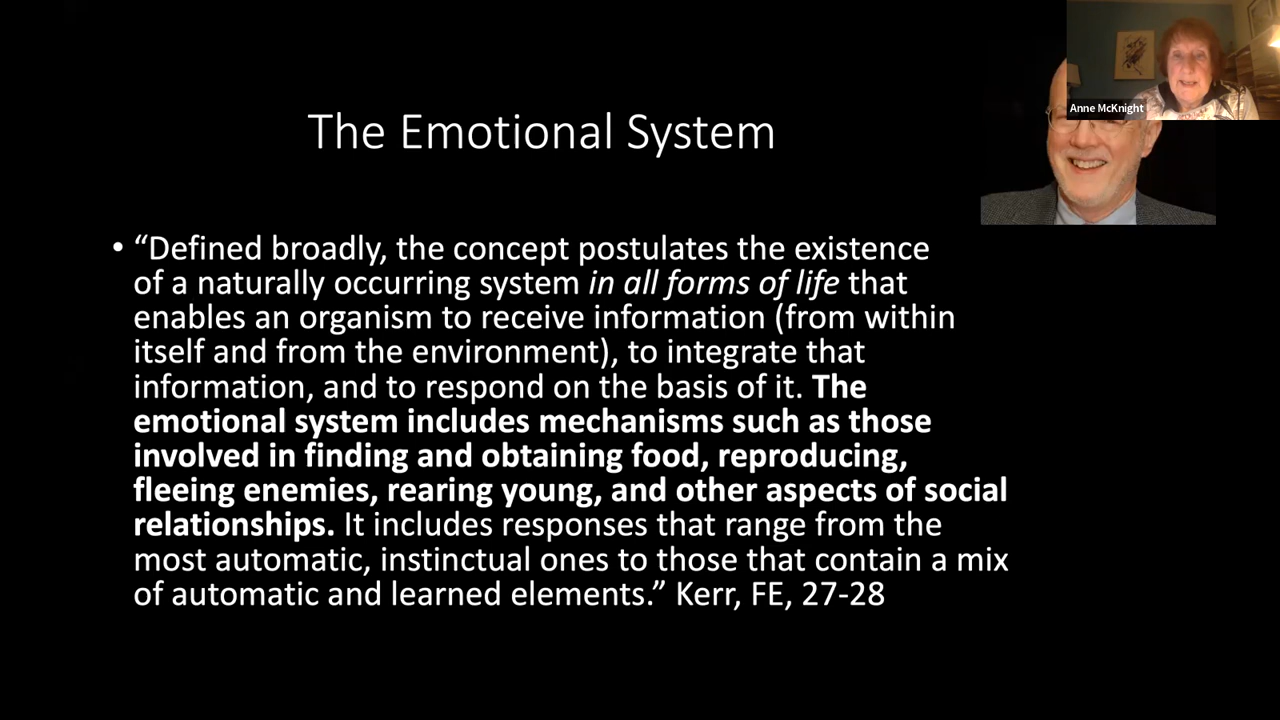 The Emotional System
Anne McKnight
• “Defined broadly, the concept postulates the existence
of a naturally occurring system in all forms of life that
enables an organism to receive information (from within
itself and from the environment), to integrate that
information, and to respond on the basis of it. The
emotional system includes mechanisms such as those
involved in finding and obtaining food, reproducing,
fleeing enemies, rearing young, and other aspects of social
relationships. It includes responses that range from the
most automatic, instinctual ones to those that contain a mix
of automatic and learned elements.” Kerr, FE, 27-28